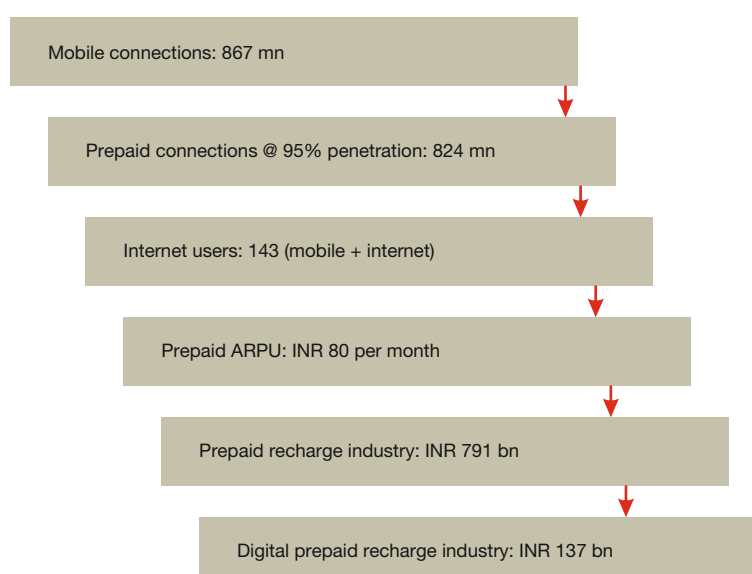 Mobile connections: 867 mn
Prepaid connections @ 95% penetration: 824 mn
Internet users: 143 (mobile + internet)
Prepaid ARPU: INR 80 per month
Prepaid recharge industry: INR 791 bn
Digital prepaid recharge industry: INR 137 bn